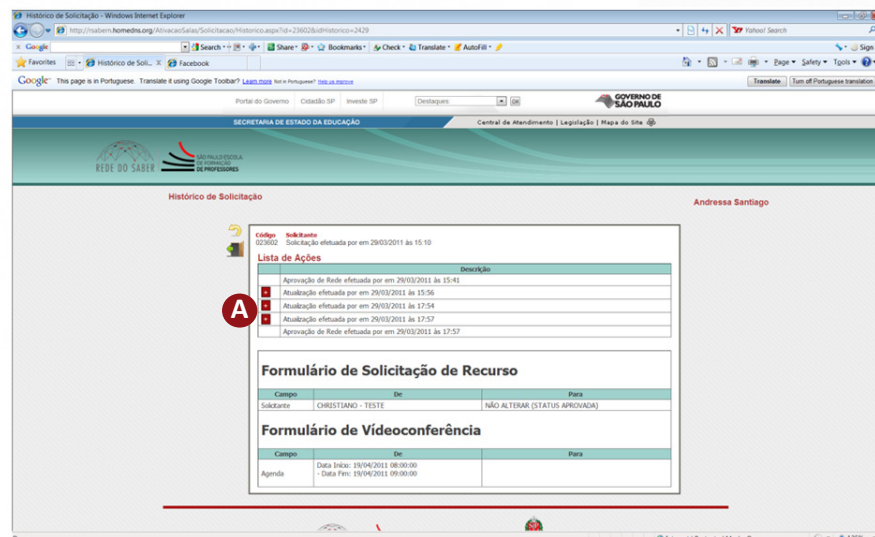 Histórico de Solicitação - Windows Internet Explorer
http://rsabern.homedns.org/AtivacaoSalas/Solicitacao/Historico.aspx?id=23602&idHistorico=2429
Yahoo! Search
x Google
Search
Share
Bookmarks
Check
Translate
AutoFill
Sign
Favorites
Histórico de Soli...
X
Facebook
Page
Safety
Tools
Google This page is in Portuguese. Translate it using Google Toolbar? Learn more Not in Portuguese? Help us improve
Translate
Turn off Portuguese translation
Portal do Governo
Cidadão SP
Investe SP
Destaques
OK
GOVERNO DE
SÃO PAULO
SECRETARIA DE ESTADO DA EDUCAÇÃO
Central de Atendimento | Legislação | Mapa do Site
REDE DO SABER
SÃO PAULO ESCOLA
DE FORMAÇÃO
DE PROFESSORES
Histórico de Solicitação
Andressa Santiago
Código Solicitante
023602 Solicitação efetuada por em 29/03/2011 às 15:10
Lista de Ações
Descrição
Aprovação de Rede efetuada por em 29/03/2011 às 15:41
+ Atualização efetuada por em 29/03/2011 às 15:56
A
+ Atualização efetuada por em 29/03/2011 às 17:54
+ Atualização efetuada por em 29/03/2011 às 17:57
Aprovação de Rede efetuada por em 29/03/2011 às 17:57
Formulário de Solicitação de Recurso
Campo De Para
Solicitante CHRISTIANO - TESTE NÃO ALTERAR (STATUS APROVADA)
Formulário de Vídeoconferência
Campo De Para
Data Início: 19/04/2011 08:00:00
Agenda
- Data Fim: 19/04/2011 09:00:00